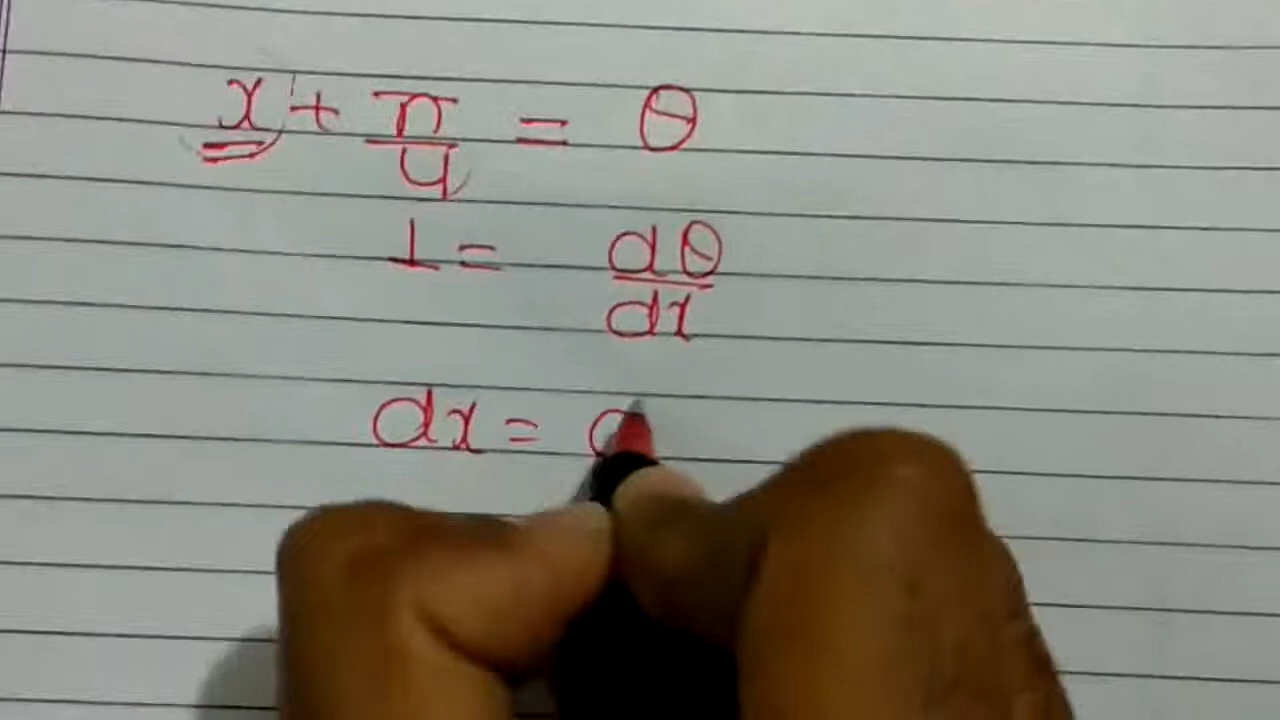 x + π/4 = θ
1 = dθ/dx
dx = d